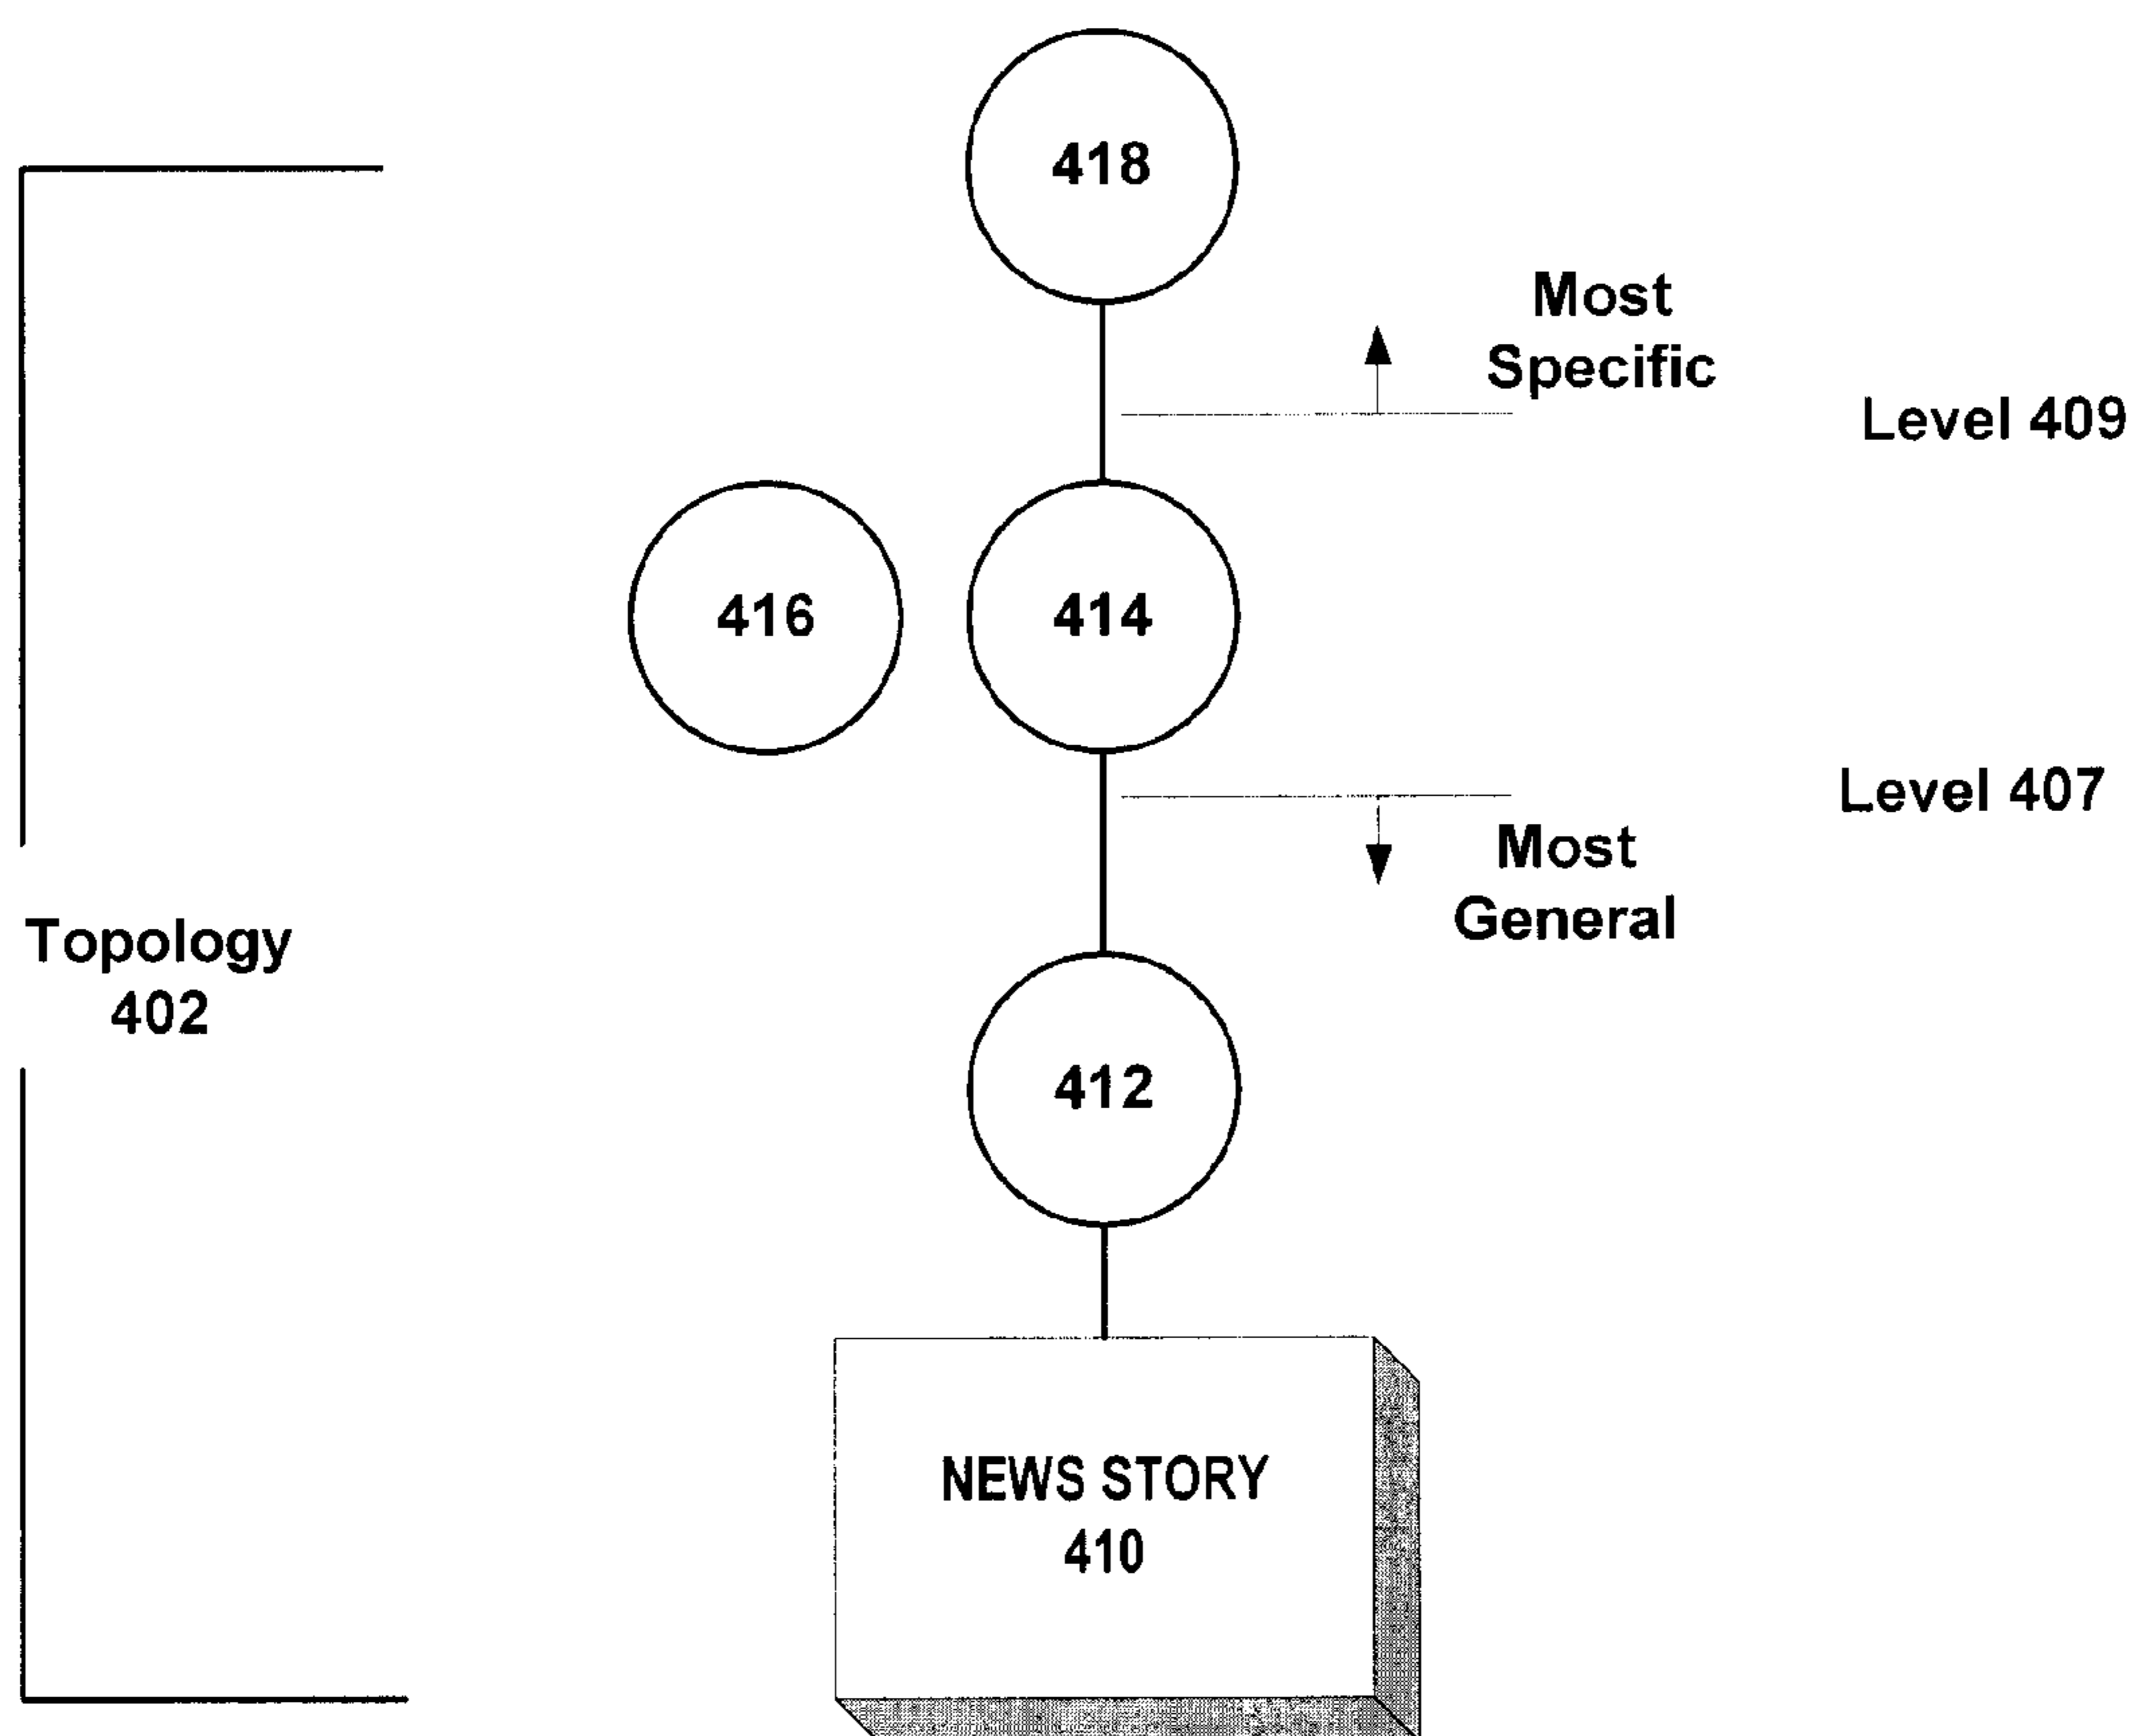 418
Most
Specific
Level 409
416
414
Level 407
Most
General
Topology
402
412
NEWS STORY
410